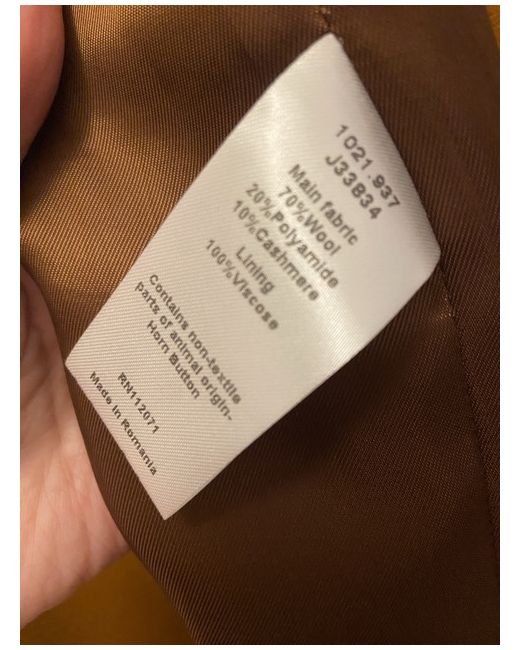 1021.937
J33B34
Main fabric
70%Wool
20%Polyamide
10%Cashmere
Lining
100%Viscose
Contains non-textile
parts of animal origin-
Horn Button
RN112071
Made in Romania